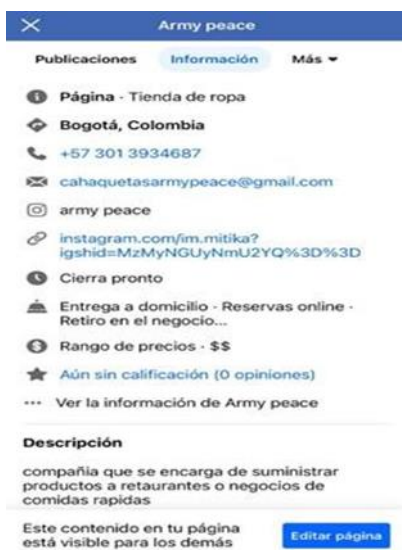 Army peace
Publicaciones Información Más
Página · Tienda de ropa
Bogotá, Colombia
+57 301 3934687
cahaquetasarmypeace@gmail.com
army peace
instagram.com/im.mitika?
igshid=MzMyNGUyNmU2YQ%3D%3D
Cierra pronto
Entrega a domicilio · Reservas online ·
Retiro en el negocio...
Rango de precios · $$
Aún sin calificación (0 opiniones)
Ver la información de Army peace
Descripción
compañia que se encarga de suministrar
productos a retaurantes o negocios de
comidas rapidas
Este contenido en tu página
está visible para los demás
Editar página